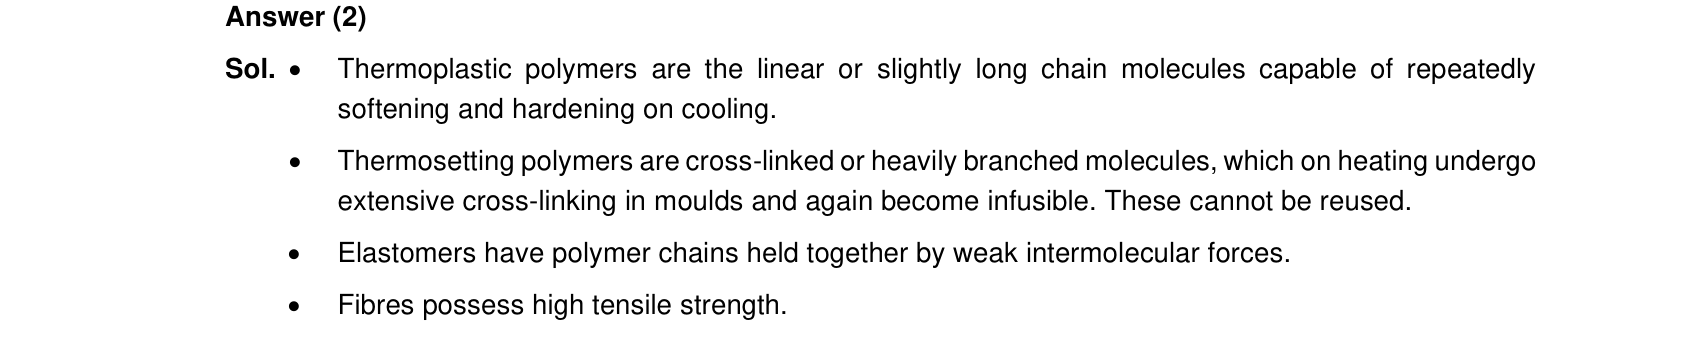 Answer (2)
Sol. • Thermoplastic polymers are the linear or slightly long chain molecules capable of repeatedly
softening and hardening on cooling.
• Thermosetting polymers are cross-linked or heavily branched molecules, which on heating undergo
extensive cross-linking in moulds and again become infusible. These cannot be reused.
• Elastomers have polymer chains held together by weak intermolecular forces.
• Fibres possess high tensile strength.